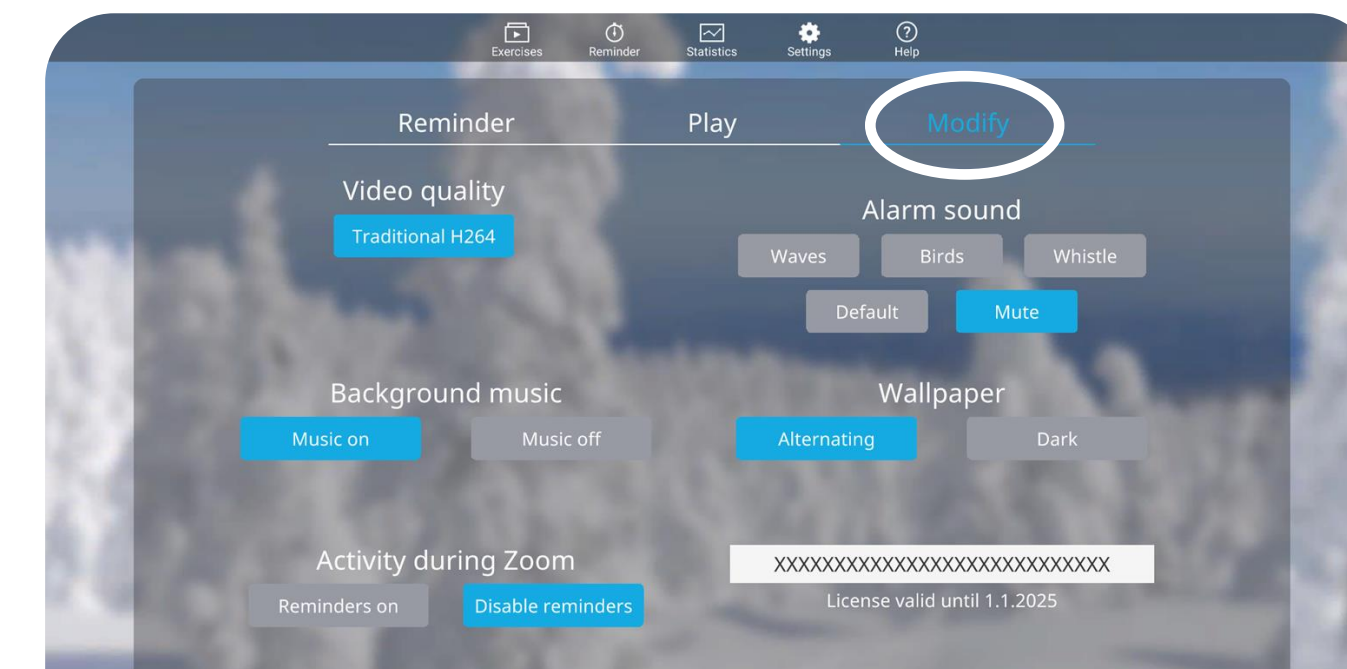 Exercises Reminder Statistics Settings Help
Reminder Play Modify
Video quality
Traditional H264
Alarm sound
Waves Birds Whistle
Default Mute
Background music
Music on Music off
Wallpaper
Alternating Dark
Activity during Zoom
Reminders on Disable reminders
XXXXXXXXXXXXXXXXXXXXXXXXXXXX
License valid until 1.1.2025